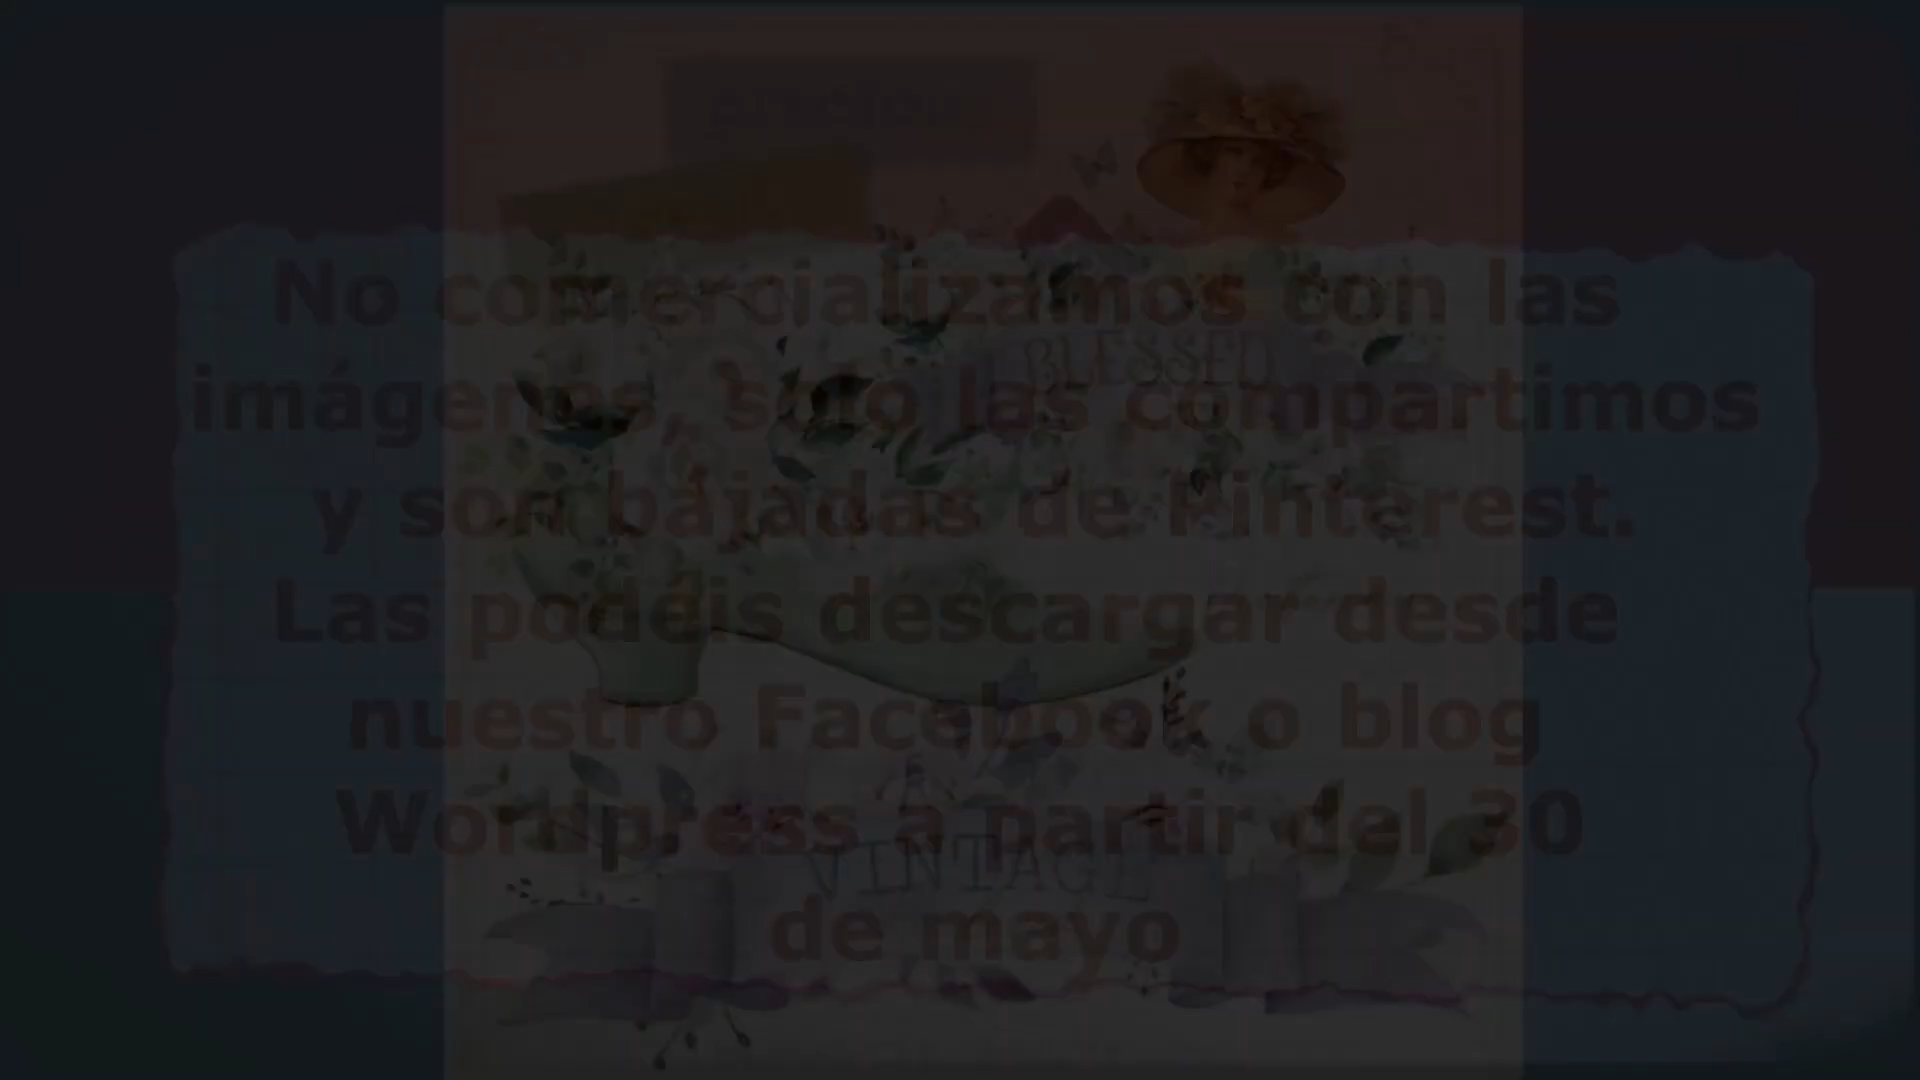 BLESSED
No comercializamos con las
imágenes, solo las compartimos
y son bajadas de Pinterest.
Las podéis descargar desde
nuestro Facebook o blog
Wordpress a partir del 30
de mayo
VINTAGE